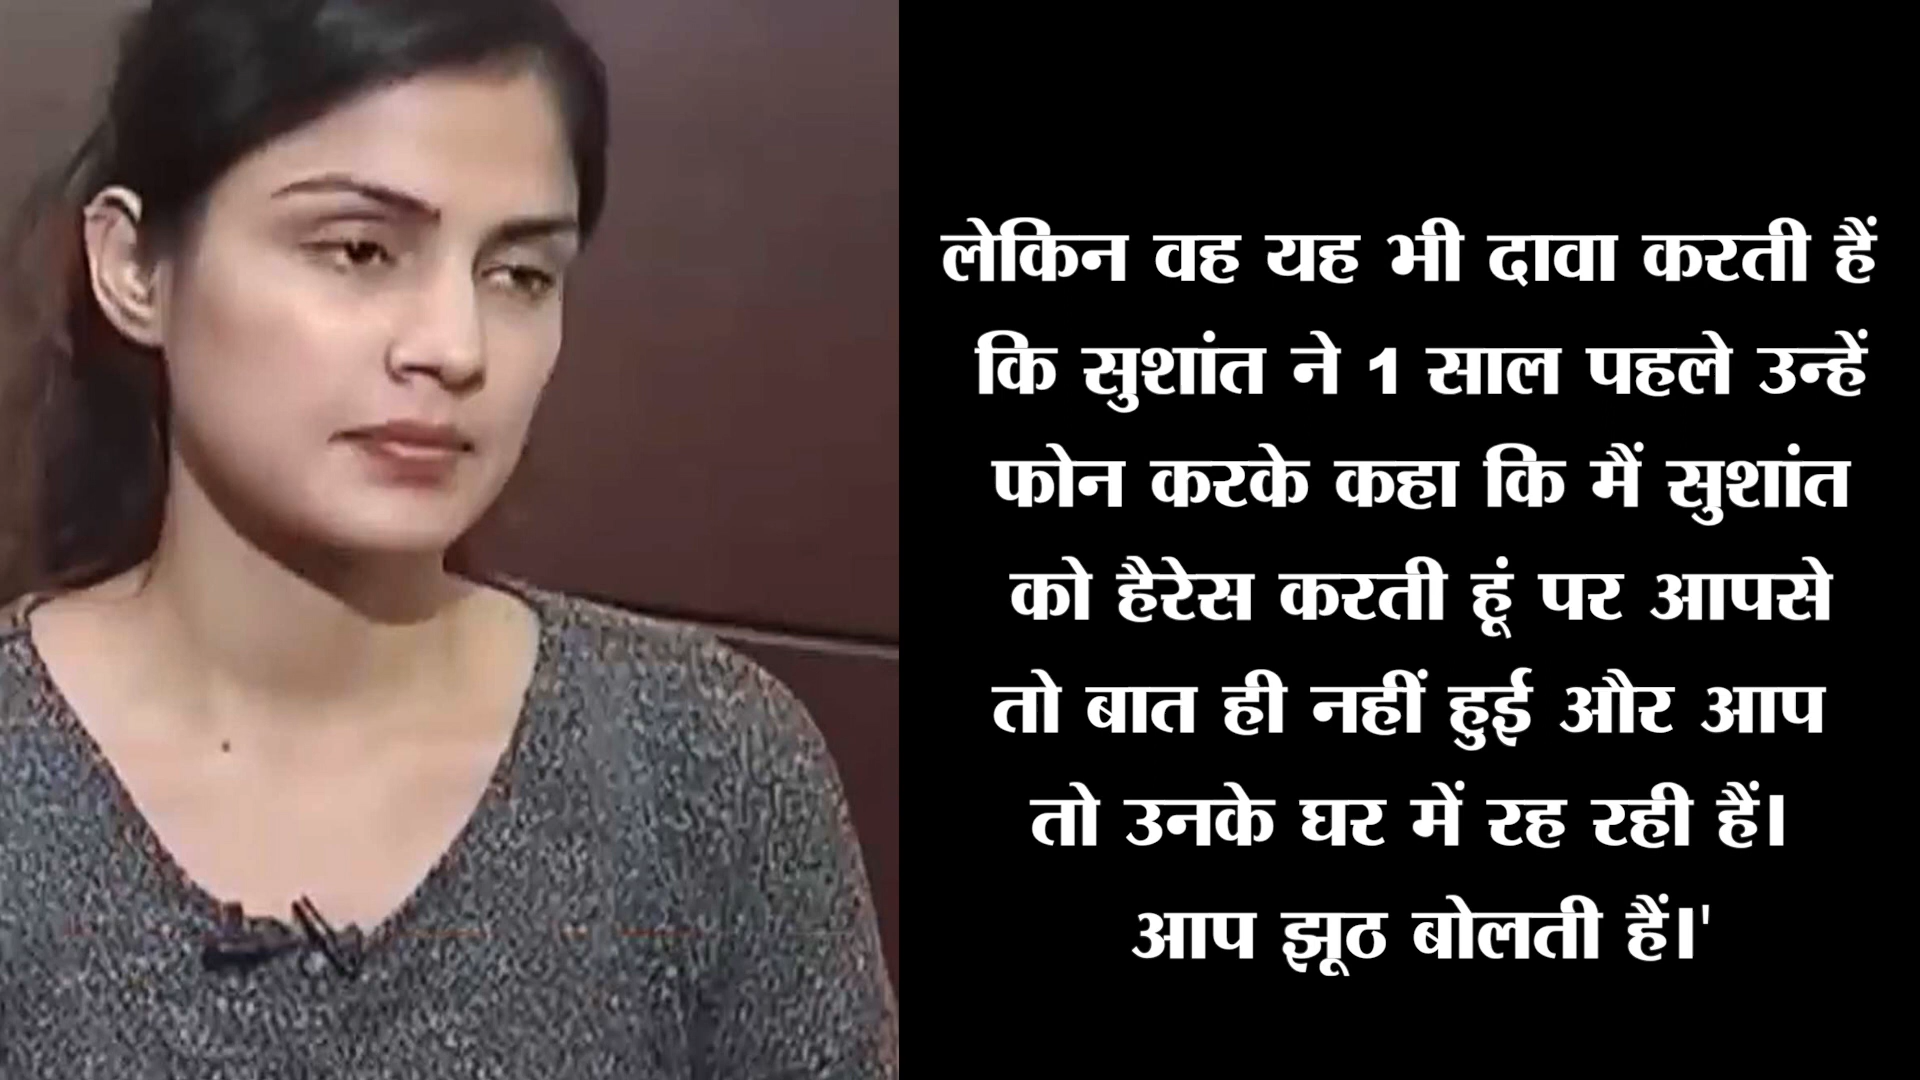 लेकिन वह यह भी दावा करती हैं
कि सुशांत ने 1 साल पहले उन्हें
फोन करके कहा कि मैं सुशांत
को हैरेस करती हूं पर आपसे
तो बात ही नहीं हुई और आप
तो उनके घर में रह रही हैं।
आप झूठ बोलती हैं।'